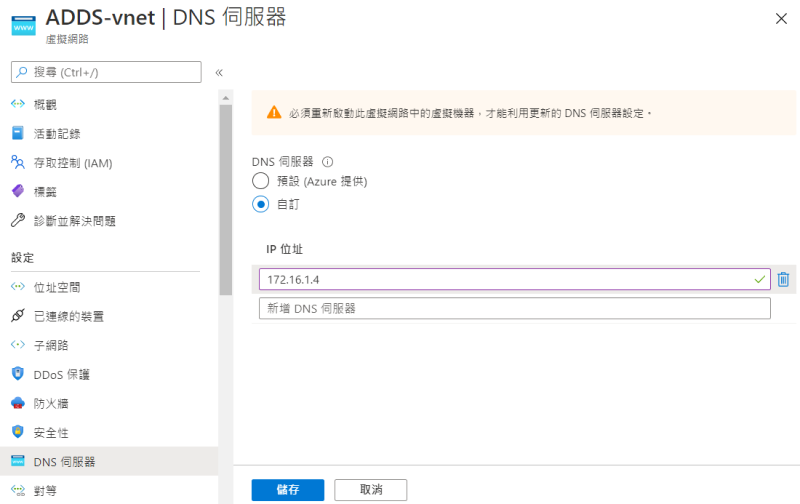 ADDS-vnet | DNS 伺服器
虛擬網路
搜尋 (Ctrl+/)
概觀
活動記錄
存取控制 (IAM)
標籤
診斷並解決問題
設定
位址空間
已連線的裝置
子網路
DDoS 保護
防火牆
安全性
DNS 伺服器
對等
必須重新啟動此虛擬網路中的虛擬機器，才能利用更新的 DNS 伺服器設定。
DNS 伺服器
預設 (Azure 提供)
自訂
IP 位址
172.16.1.4
新增 DNS 伺服器
儲存 取消